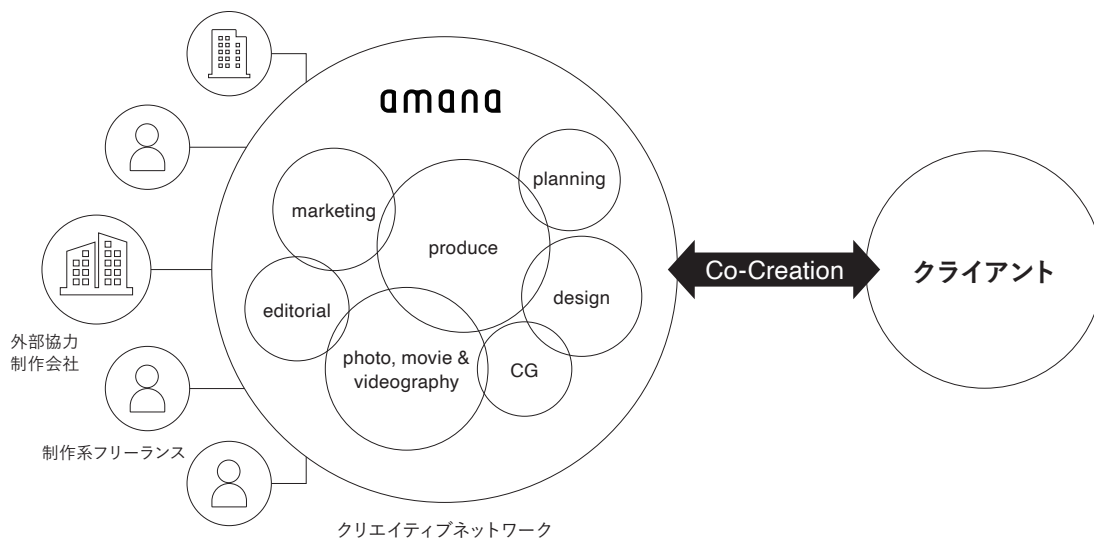 amana
planning
marketing
produce
Co-Creation
クライアント
design
editorial
photo, movie &
videography
CG
外部協力
制作会社
制作系フリーランス
クリエイティブネットワーク